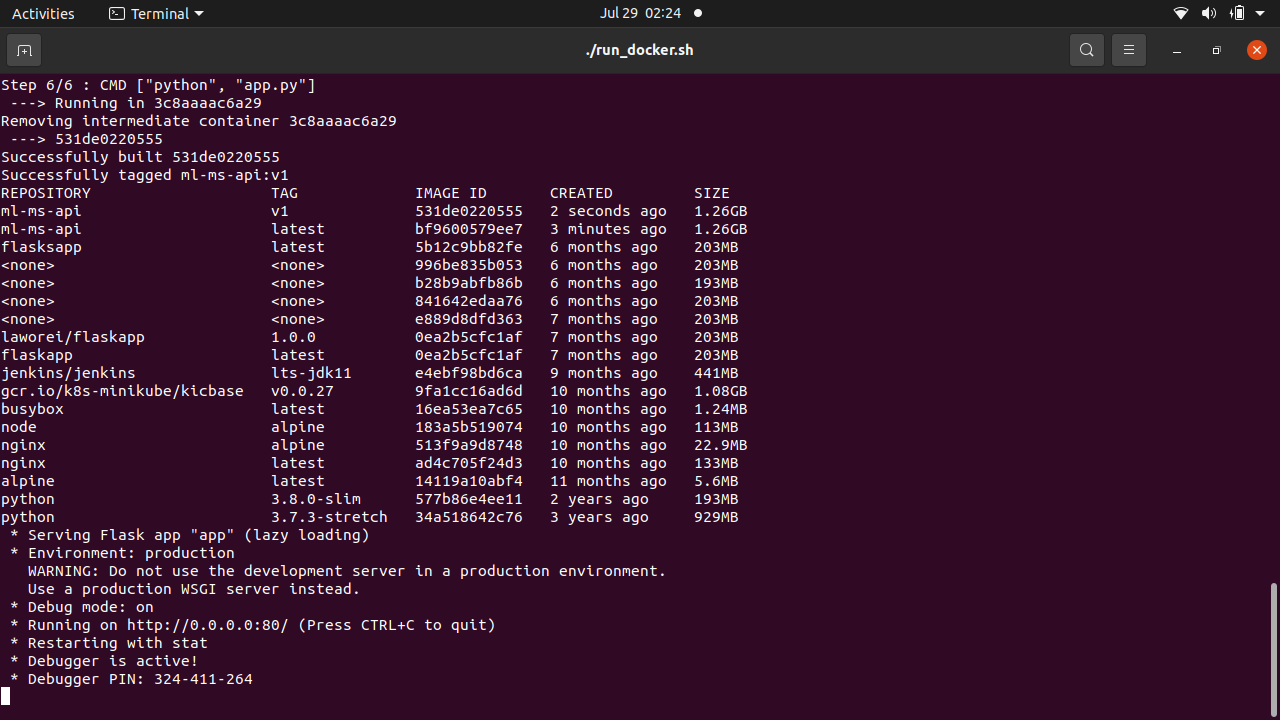 Activities Terminal Jul 29 02:24
./run_docker.sh
Step 6/6 : CMD ["python", "app.py"]
 ---> Running in 3c8aaaac6a29
Removing intermediate container 3c8aaaac6a29
 ---> 531de0220555
Successfully built 531de0220555
Successfully tagged ml-ms-api:v1
REPOSITORY                    TAG             IMAGE ID       CREATED         SIZE
ml-ms-api                     v1              531de0220555   2 seconds ago   1.26GB
ml-ms-api                     latest          bf9600579ee7   3 minutes ago   1.26GB
flasksapp                     latest          5b12c9bb82fe   6 months ago    203MB
<none>                        <none>          996be835b053   6 months ago    203MB
<none>                        <none>          b28b9abfb86b   6 months ago    193MB
<none>                        <none>          841642edaa76   6 months ago    203MB
<none>                        <none>          e889d8dfd363   7 months ago    203MB
laworei/flaskapp              1.0.0           0ea2b5cfc1af   7 months ago    203MB
flaskapp                      latest          0ea2b5cfc1af   7 months ago    203MB
jenkins/jenkins               lts-jdk11       e4ebf98bd6ca   9 months ago    441MB
gcr.io/k8s-minikube/kicbase   v0.0.27         9fa1cc16ad6d   10 months ago   1.08GB
busybox                       latest          16ea53ea7c65   10 months ago   1.24MB
node                          alpine          183a5b519074   10 months ago   113MB
nginx                         alpine          513f9a9d8748   10 months ago   22.9MB
nginx                         latest          ad4c705f24d3   10 months ago   133MB
alpine                        latest          14119a10abf4   11 months ago   5.6MB
python                        3.8.0-slim      577b86e4ee11   2 years ago     193MB
python                        3.7.3-stretch   34a518642c76   3 years ago     929MB
 * Serving Flask app "app" (lazy loading)
 * Environment: production
   WARNING: Do not use the development server in a production environment.
   Use a production WSGI server instead.
 * Debug mode: on
 * Running on http://0.0.0.0:80/ (Press CTRL+C to quit)
 * Restarting with stat
 * Debugger is active!
 * Debugger PIN: 324-411-264